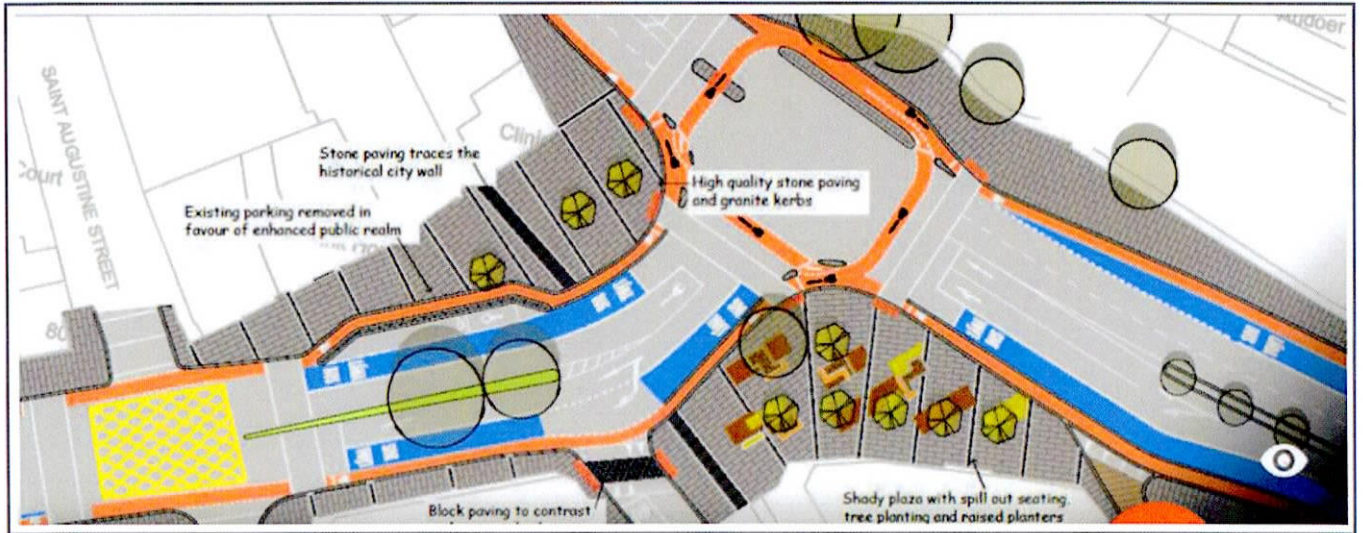 SAINT AUGUSTINE STREET
Court
80
Clinic
Audoer
Stone paving traces the
historical city wall
Existing parking removed in
favour of enhanced public realm
High quality stone paving
and granite kerbs
Block paving to contrast
Shady plaza with spill out seating,
tree planting and raised planters